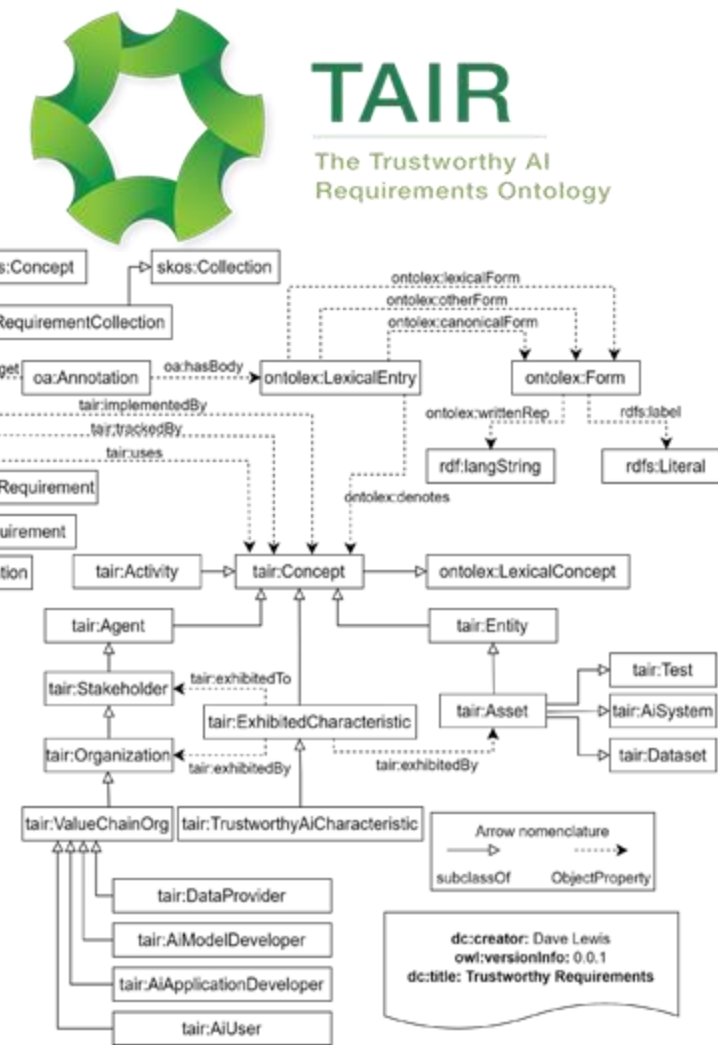 TAIR
The Trustworthy AI
Requirements Ontology
s:Concept
skos:Collection
RequirementCollection
ontolex:lexicalForm
ontolex:otherForm
ontolex:canonicalForm
get
oa:Annotation
oa:hasBody
ontolex:LexicalEntry
ontolex:Form
tair:implementedBy
tair:trackedBy
tair:uses
ontolex:writtenRep
rdfs:label
rdf:langString
rdfs:Literal
Requirement
ontolex:denotes
uirement
tion
tair:Activity
tair:Concept
ontolex:LexicalConcept
tair:Agent
tair:Entity
tair:Stakeholder
tair:exhibitedTo
tair:Test
tair:ExhibitedCharacteristic
tair:Asset
tair:AiSystem
tair:Organization
tair:exhibitedBy
tair:exhibitedBy
tair:Dataset
tair:ValueChainOrg
tair:TrustworthyAiCharacteristic
Arrow nomenclature
subclassOf
ObjectProperty
tair:DataProvider
tair:AiModelDeveloper
tair:AiApplicationDeveloper
tair:AiUser
dc:creator: Dave Lewis
owl:versionInfo: 0.0.1
dc:title: Trustworthy Requirements